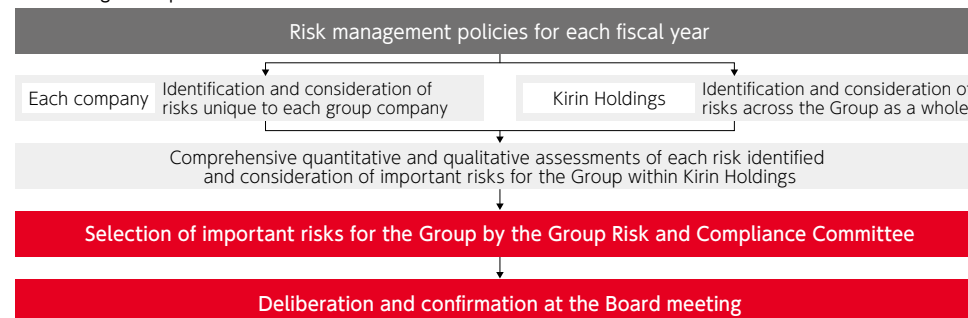 Risk management policies for each fiscal year
Each company
Identification and consideration of
risks unique to each group company
Kirin Holdings
Identification and consideration of
risks across the Group as a whole
Comprehensive quantitative and qualitative assessments of each risk identified
and consideration of important risks for the Group within Kirin Holdings
Selection of important risks for the Group by the Group Risk and Compliance Committee
Deliberation and confirmation at the Board meeting